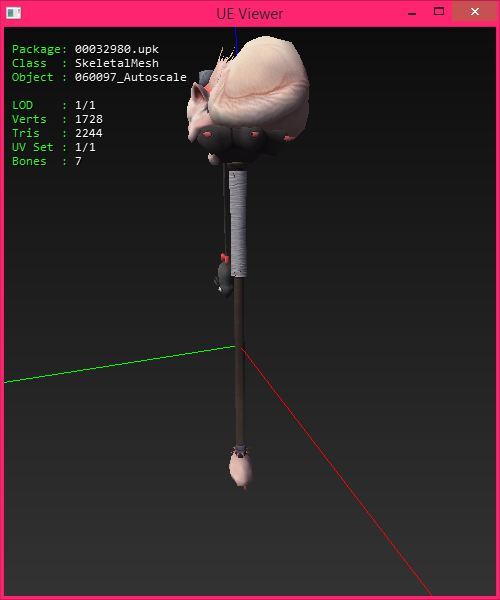 UE Viewer
Package: 00032980.upk
Class  : SkeletalMesh
Object : 060097_Autoscale
LOD    : 1/1
Verts  : 1728
Tris   : 2244
UV Set : 1/1
Bones  : 7